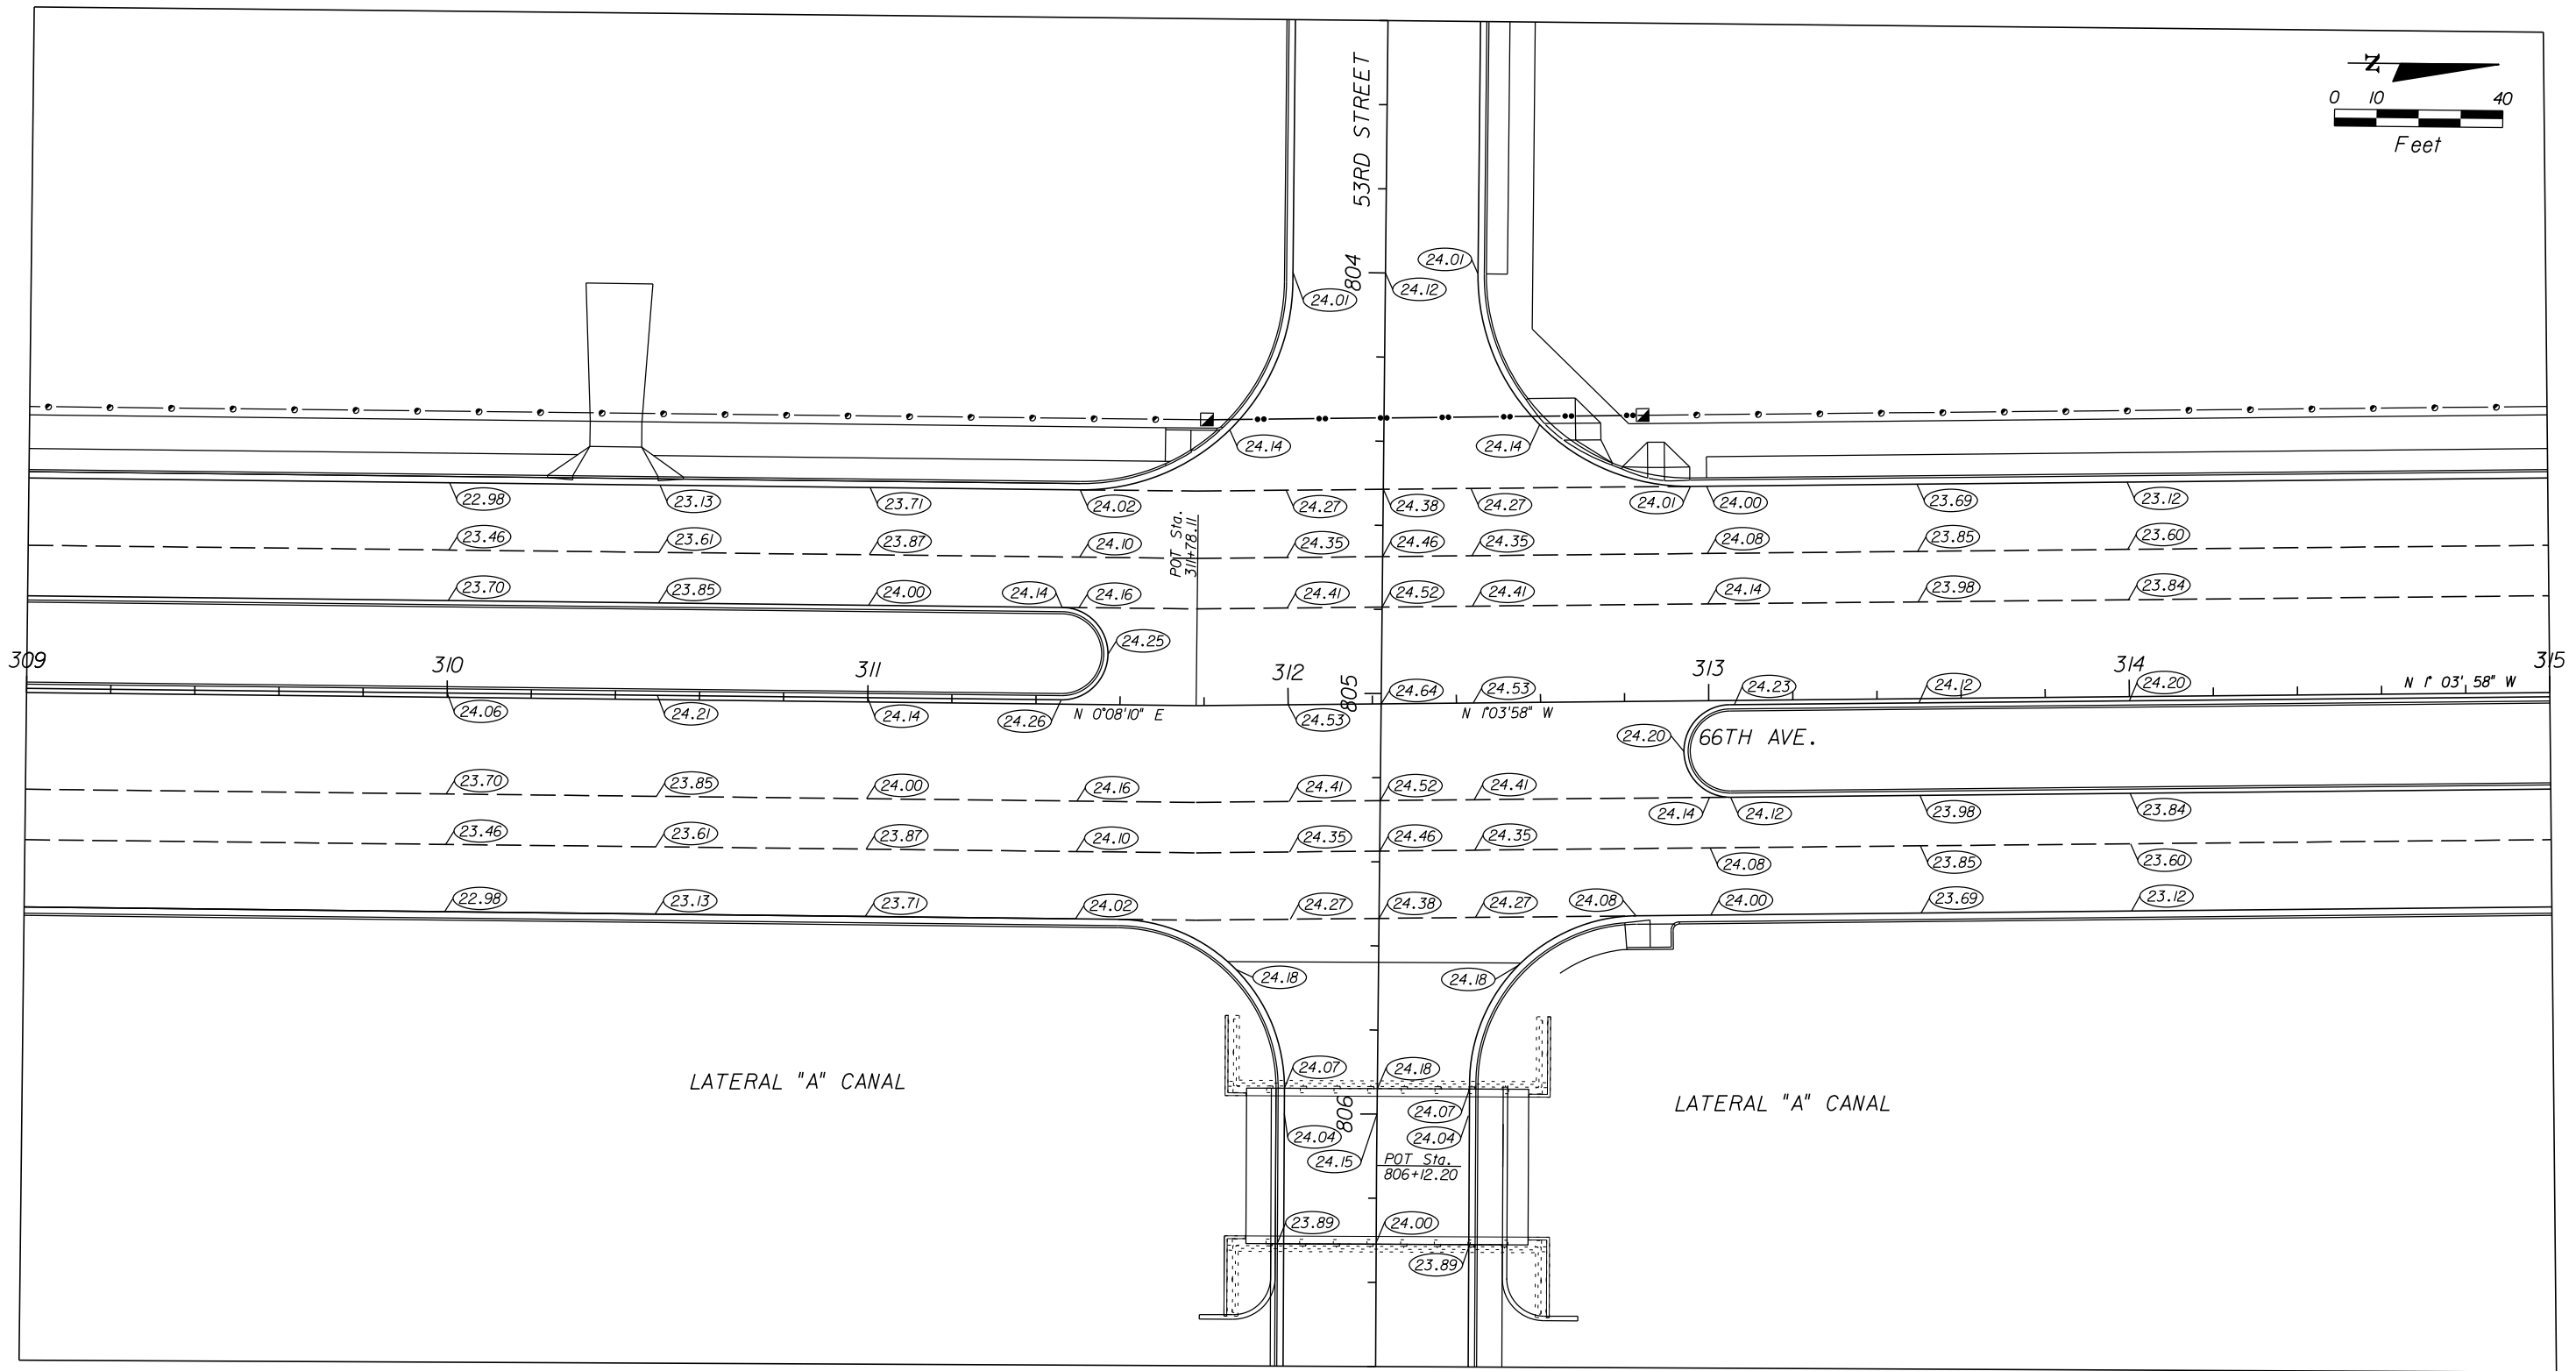 N
0 10 40
Feet
53RD STREET
804
24.01
24.01 24.12
24.14 24.14
22.98 23.13 23.71 24.02 24.27 24.38 24.27 24.01 24.00 23.69 23.12
POT Sta.
311+78.11
23.46 23.61 23.87 24.10 24.35 24.46 24.35 24.08 23.85 23.60
23.70 23.85 24.00 24.14 24.16 24.41 24.52 24.41 24.14 23.98 23.84
24.25
309 310 311 312 313 314 315
805
24.06 24.21 24.14 24.26 24.53 24.64 24.53 24.23 24.12 24.20
N 0°08'10" E
N 1°03'58" W
N 1° 03' 58" W
24.20
66TH AVE.
23.70 23.85 24.00 24.16 24.41 24.52 24.41 24.14 24.12 23.98 23.84
23.46 23.61 23.87 24.10 24.35 24.46 24.35 24.08 23.85 23.60
22.98 23.13 23.71 24.02 24.27 24.38 24.27 24.08 24.00 23.69 23.12
24.18 24.18
24.07 24.18
LATERAL "A" CANAL
LATERAL "A" CANAL
806
24.07
24.04 24.04
24.15
POT Sta.
806+12.20
23.89 24.00
23.89